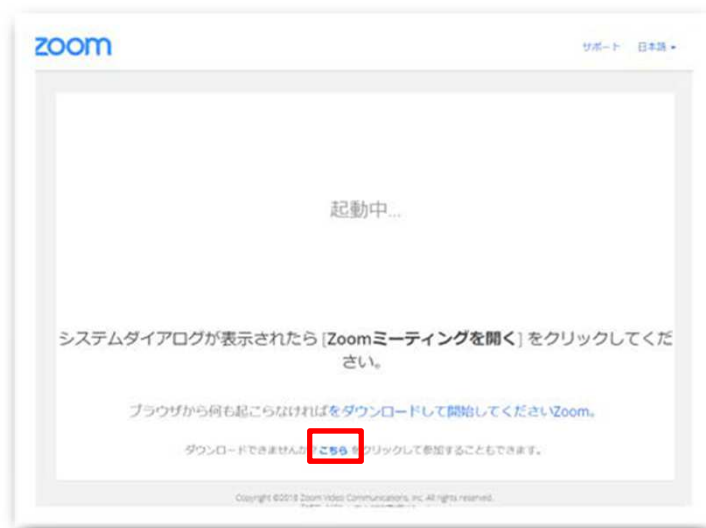 zoom
サポート 日本語
起動中...
システムダイアログが表示されたら [Zoomミーティングを開く] をクリックしてくだ
さい。
ブラウザから何も起こらなければをダウンロードして開始してくださいZoom。
ダウンロードできませんか こちら をクリックして参加することもできます。
Copyright ©2018 Zoom Video Communications, Inc. All rights reserved.